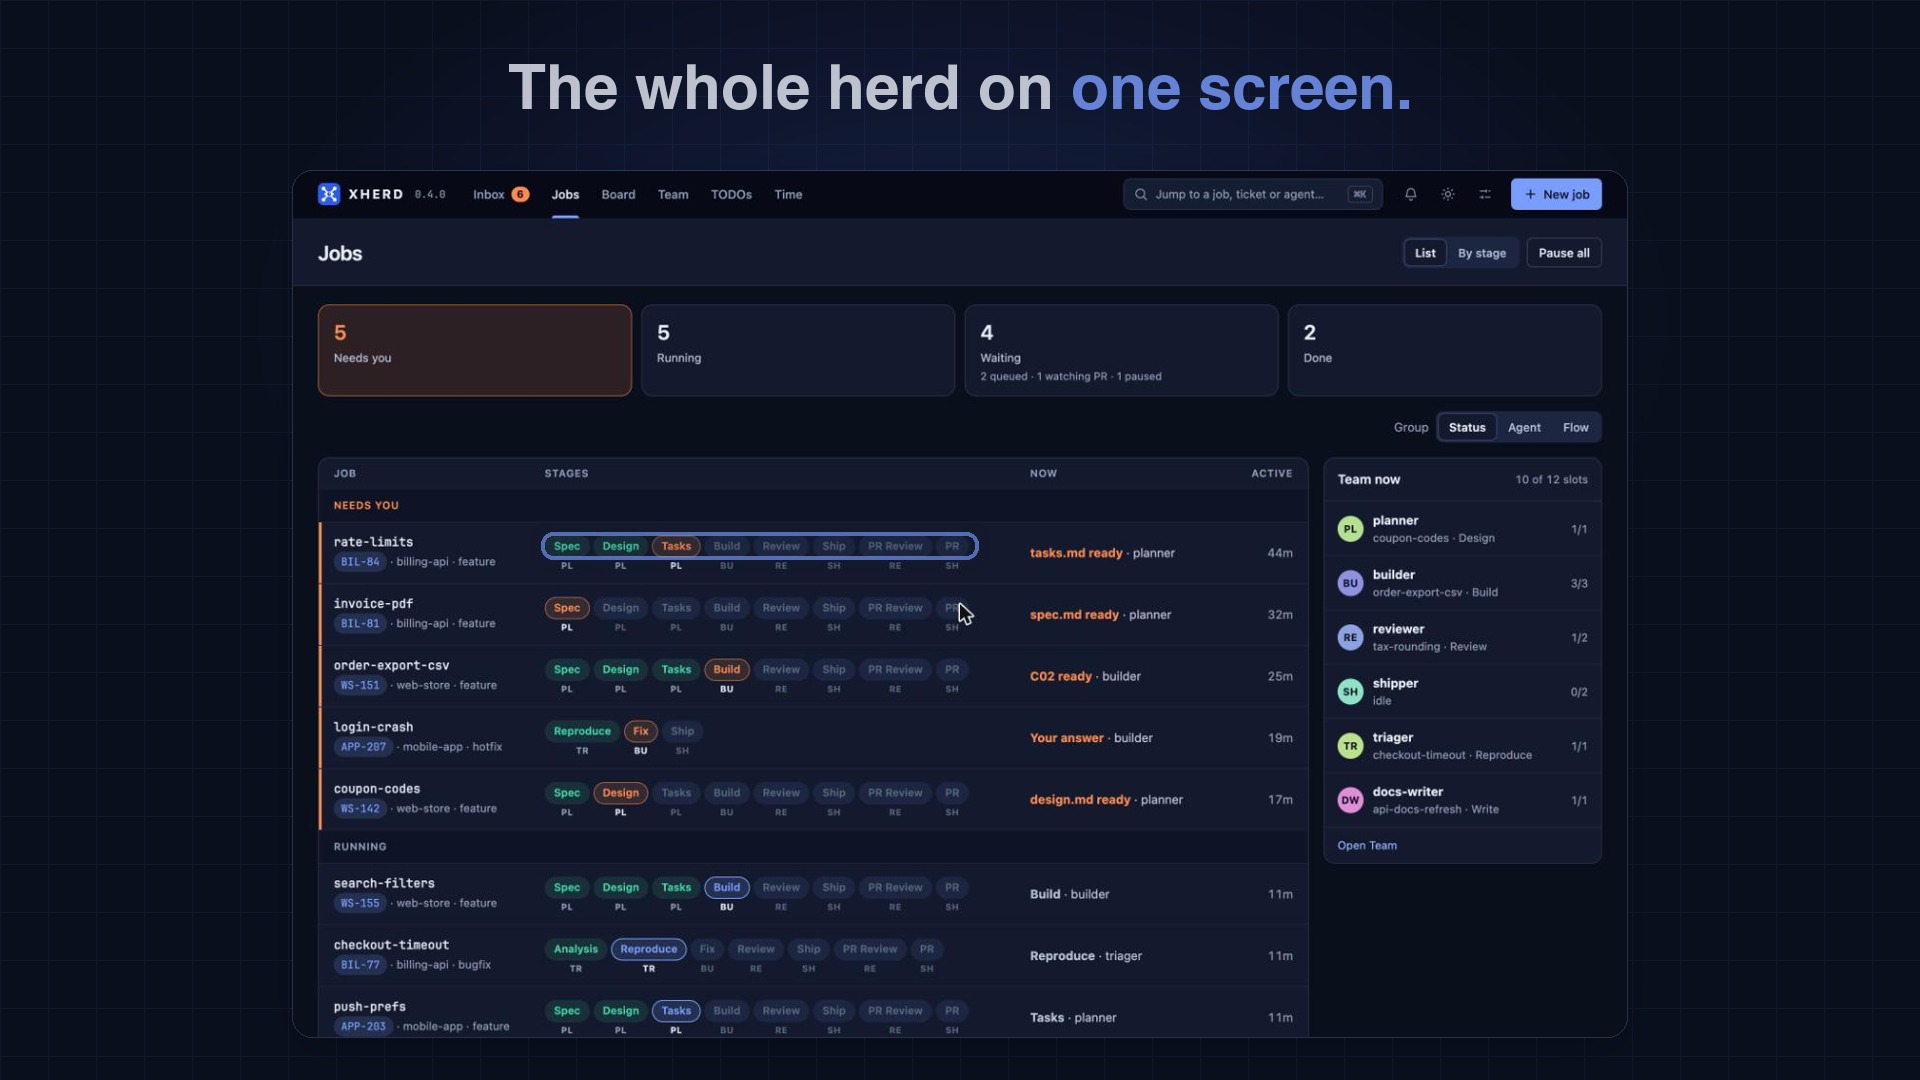 The whole herd on one screen.
XHERD 0.4.0 Inbox 6 Jobs Board Team TODOs Time Jump to a job, ticket or agent... ⌘K + New job
Jobs List By stage Pause all
5
Needs you
5
Running
4
Waiting
2 queued · 1 watching PR · 1 paused
2
Done
Group Status Agent Flow
JOB STAGES NOW ACTIVE
NEEDS YOU
rate-limits
BIL-84 · billing-api · feature
Spec Design Tasks Build Review Ship PR Review PR
PL PL PL BU RE SH RE SH
tasks.md ready · planner 44m
invoice-pdf
BIL-81 · billing-api · feature
Spec Design Tasks Build Review Ship PR Review PR
PL PL PL BU RE SH RE SH
spec.md ready · planner 32m
order-export-csv
WS-151 · web-store · feature
Spec Design Tasks Build Review Ship PR Review PR
PL PL PL BU RE SH RE SH
C02 ready · builder 25m
login-crash
APP-207 · mobile-app · hotfix
Reproduce Fix Ship
TR BU SH
Your answer · builder 19m
coupon-codes
WS-142 · web-store · feature
Spec Design Tasks Build Review Ship PR Review PR
PL PL PL BU RE SH RE SH
design.md ready · planner 17m
RUNNING
search-filters
WS-155 · web-store · feature
Spec Design Tasks Build Review Ship PR Review PR
PL PL PL BU RE SH RE SH
Build · builder 11m
checkout-timeout
BIL-77 · billing-api · bugfix
Analysis Reproduce Fix Review Ship PR Review PR
TR TR BU RE SH RE SH
Reproduce · triager 11m
push-prefs
APP-203 · mobile-app · feature
Spec Design Tasks Build Review Ship PR Review PR
PL PL PL BU RE SH RE SH
Tasks · planner 11m
Team now 10 of 12 slots
PL planner 1/1
coupon-codes · Design
BU builder 3/3
order-export-csv · Build
RE reviewer 1/2
tax-rounding · Review
SH shipper 0/2
idle
TR triager 1/1
checkout-timeout · Reproduce
DW docs-writer 1/1
api-docs-refresh · Write
Open Team